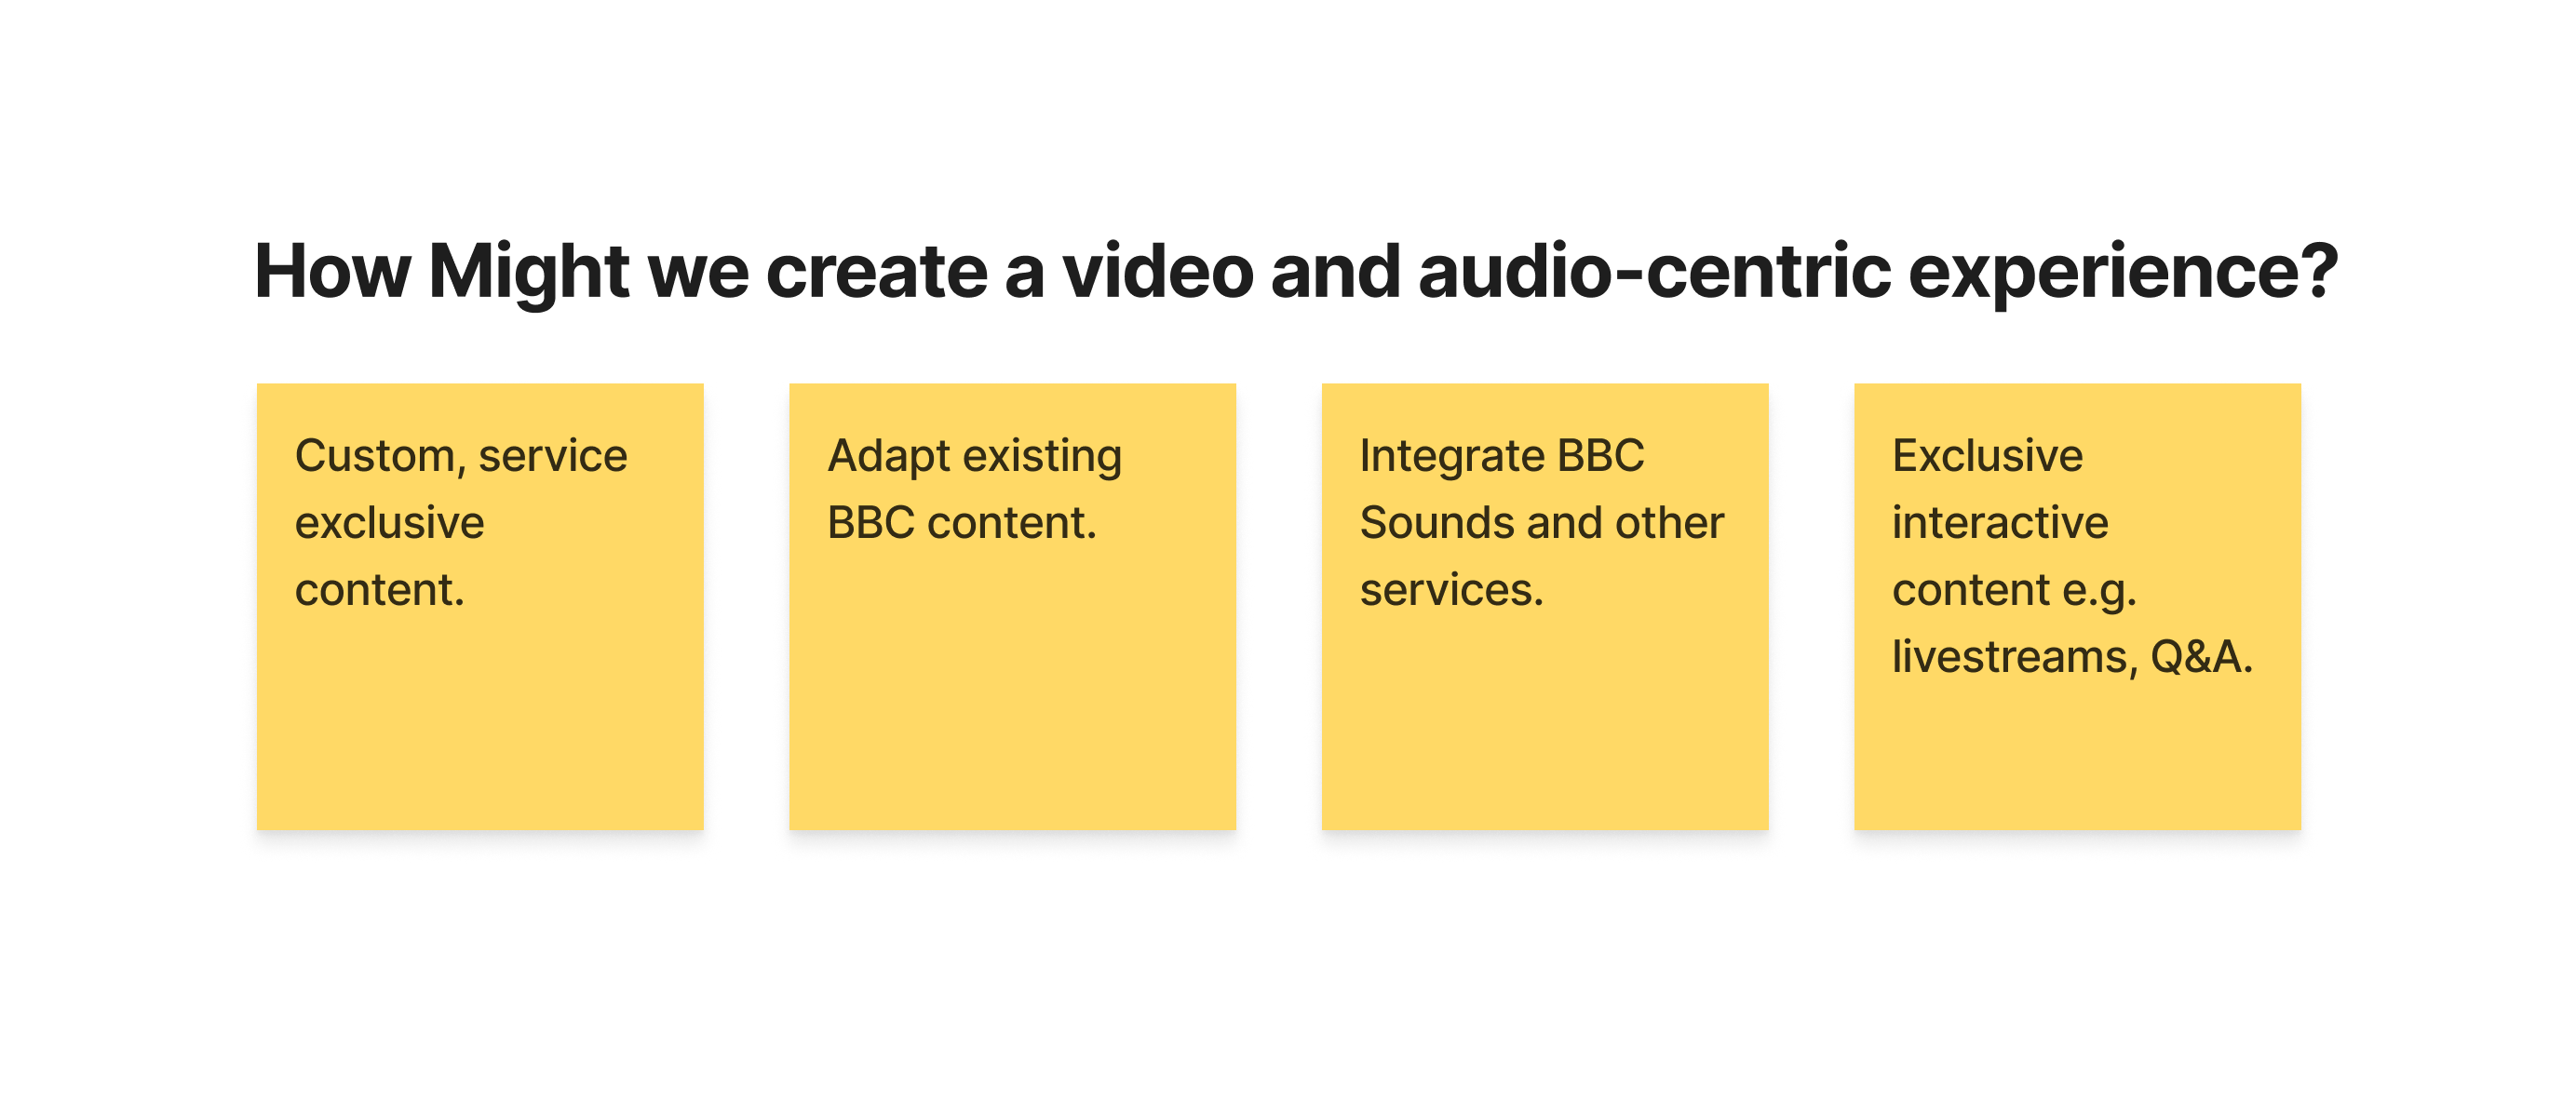 How Might we create a video and audio-centric experience?
Custom, service
exclusive
content.
Adapt existing
BBC content.
Integrate BBC
Sounds and other
services.
Exclusive
interactive
content e.g.
livestreams, Q&A.